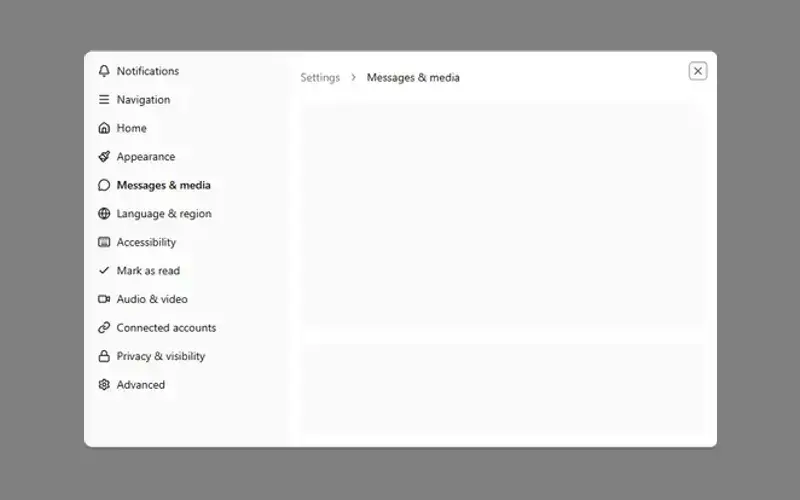 Notifications
Navigation
Home
Appearance
Messages & media
Language & region
Accessibility
Mark as read
Audio & video
Connected accounts
Privacy & visibility
Advanced
Settings > Messages & media